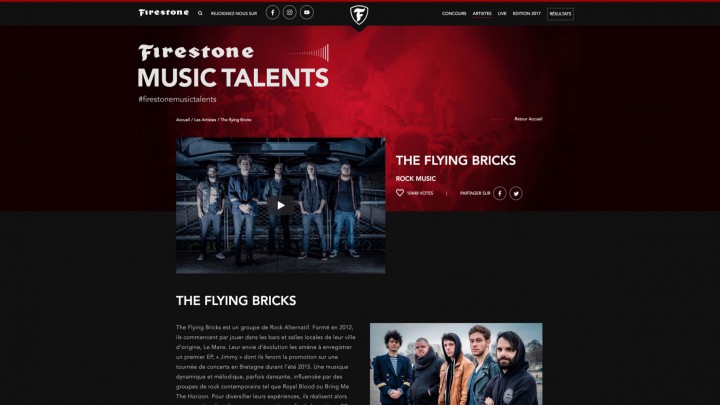 Firestone
REJOIGNEZ-NOUS SUR
CONCOURS ARTISTES LIVE EDITION 2017 RÉSULTATS
Firestone
MUSIC TALENTS
#firestonemusictalents
Accueil / Les Artistes / The flying Bricks
Retour Accueil
THE FLYING BRICKS
ROCK MUSIC
VOTES
PARTAGER SUR
THE FLYING BRICKS
The Flying Bricks est un groupe de Rock Alternatif. Formé en 2012,
ils commencent par jouer dans les bars et salles locales de leur ville
d'origine, Le Mans. Leur envie d'évolution les amène à enregistrer
un premier EP, « Jimmy » dont ils feront la promotion sur une
tournée de concerts en Bretagne durant l'été 2015. Une musique
dynamique et mélodique, parfois dansante, influencée par des
groupes de rock contemporains tel que Royal Blood ou Bring Me
The Horizon. Pour diversifier leurs expériences, ils réalisent alors